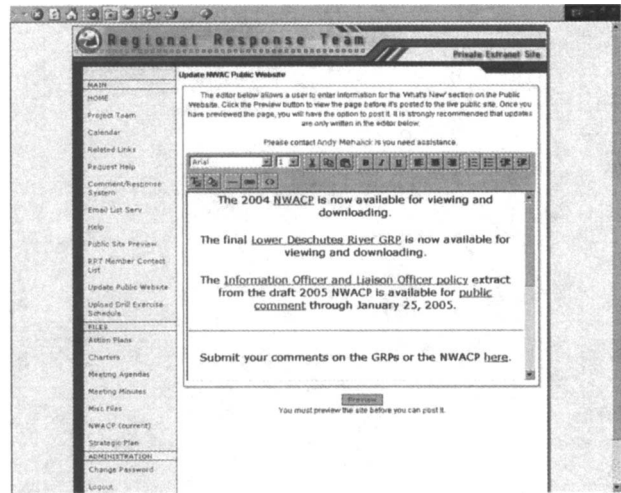 Regional Response Team
Private Extranet Site
MAIN
HOME
Project Team
Calendar
Related Links
Request Help
Comment/Response
System
Email List Serv
Help
Public Site Preview
RRT Member Contact
List
Update Public Website
Upload Drill Exercise
Schedule
FILES
Action Plans
Charters
Meeting Agendas
Meeting Minutes
Misc Files
NWACP (current)
Strategic Plan
ADMINISTRATION
Change Password
Logout
Update NWAC Public Website
The editor below allows a user to enter information for the 'What's New' section on the Public
Website. Click the Preview button to view the page before it's posted to the live public site. Once you
have previewed the page, you will have the option to post it. It is strongly recommended that updates
are only written in the editor below.
Please contact Andy is you need assistance.
Arial 1
B I U
The 2004 NWACP is now available for viewing and
downloading.
The final Lower Deschutes River GRP is now available for
viewing and downloading.
The Information Officer and Liaison Officer policy extract
from the draft 2005 NWACP is available for public
comment through January 25, 2005.
Submit your comments on the GRPs or the NWACP here.
Preview
You must preview the site before you can post it.